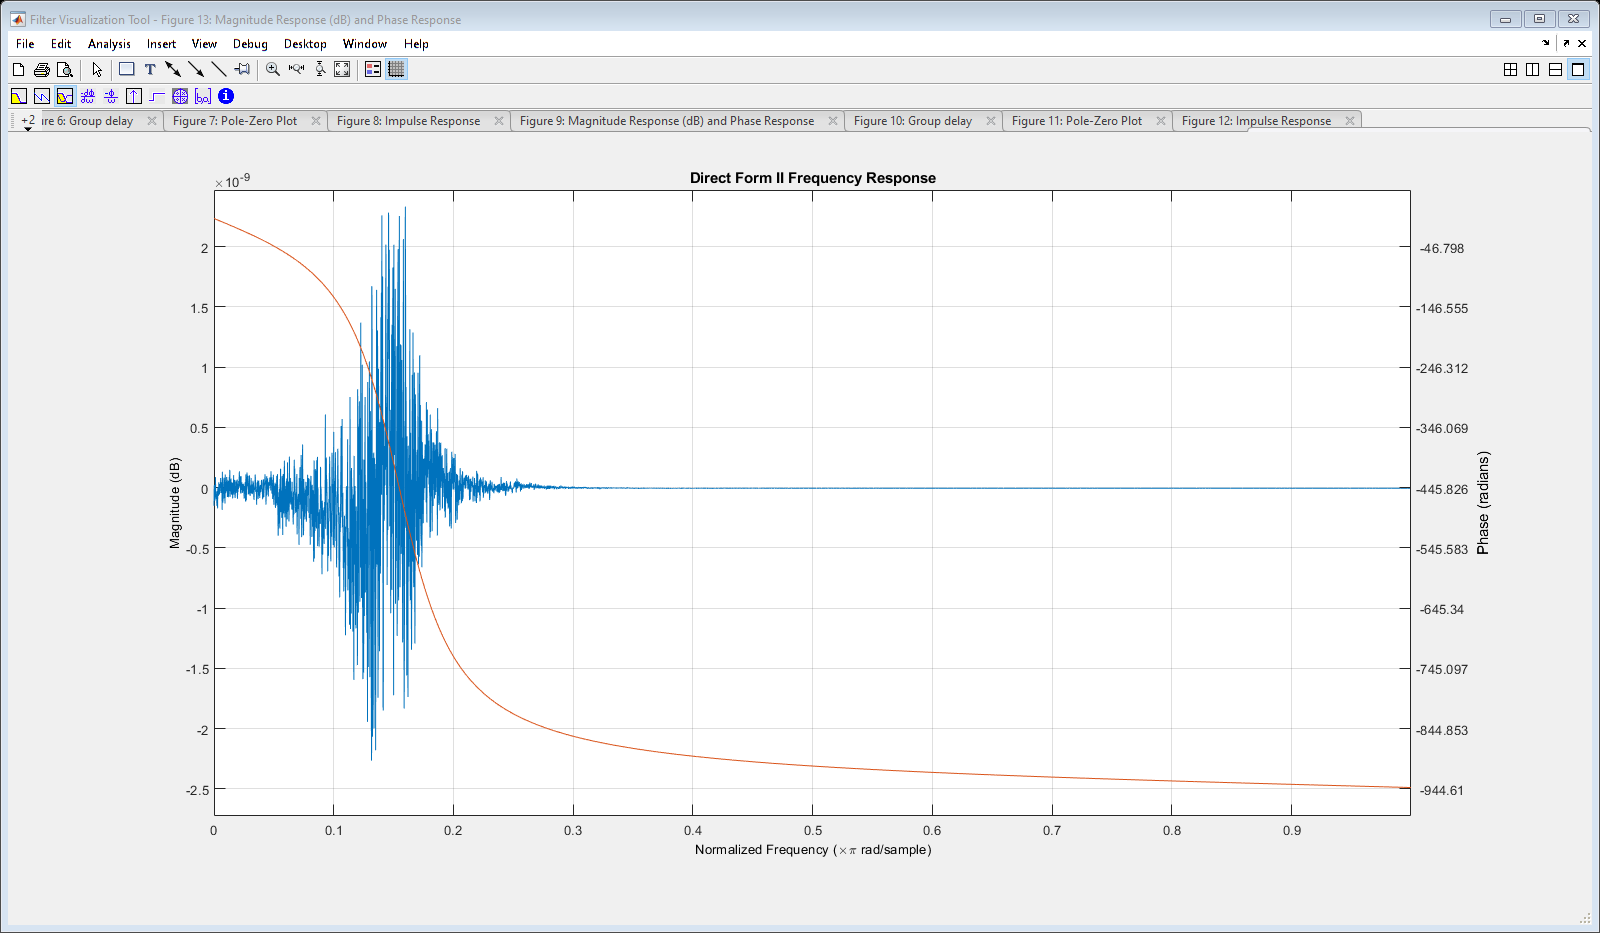 Filter Visualization Tool - Figure 13: Magnitude Response (dB) and Phase Response
File Edit Analysis Insert View Debug Desktop Window Help
+2 ire 6: Group delay Figure 7: Pole-Zero Plot Figure 8: Impulse Response Figure 9: Magnitude Response (dB) and Phase Response Figure 10: Group delay Figure 11: Pole-Zero Plot Figure 12: Impulse Response
Direct Form II Frequency Response
×10^-9
2
1.5
1
0.5
0
-0.5
-1
-1.5
-2
-2.5
Magnitude (dB)
-46.798
-146.555
-246.312
-346.069
-445.826
-545.583
-645.34
-745.097
-844.853
-944.61
Phase (radians)
0 0.1 0.2 0.3 0.4 0.5 0.6 0.7 0.8 0.9
Normalized Frequency (×π rad/sample)